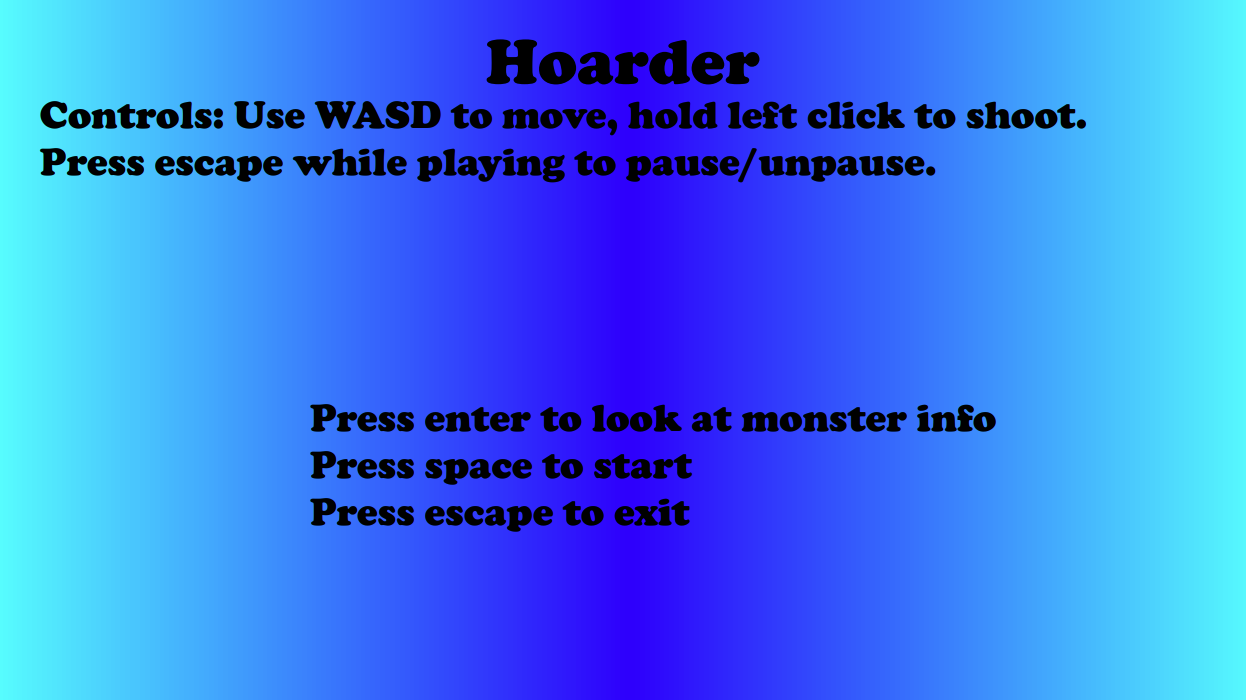 Hoarder
Controls: Use WASD to move, hold left click to shoot.
Press escape while playing to pause/unpause.
Press enter to look at monster info
Press space to start
Press escape to exit